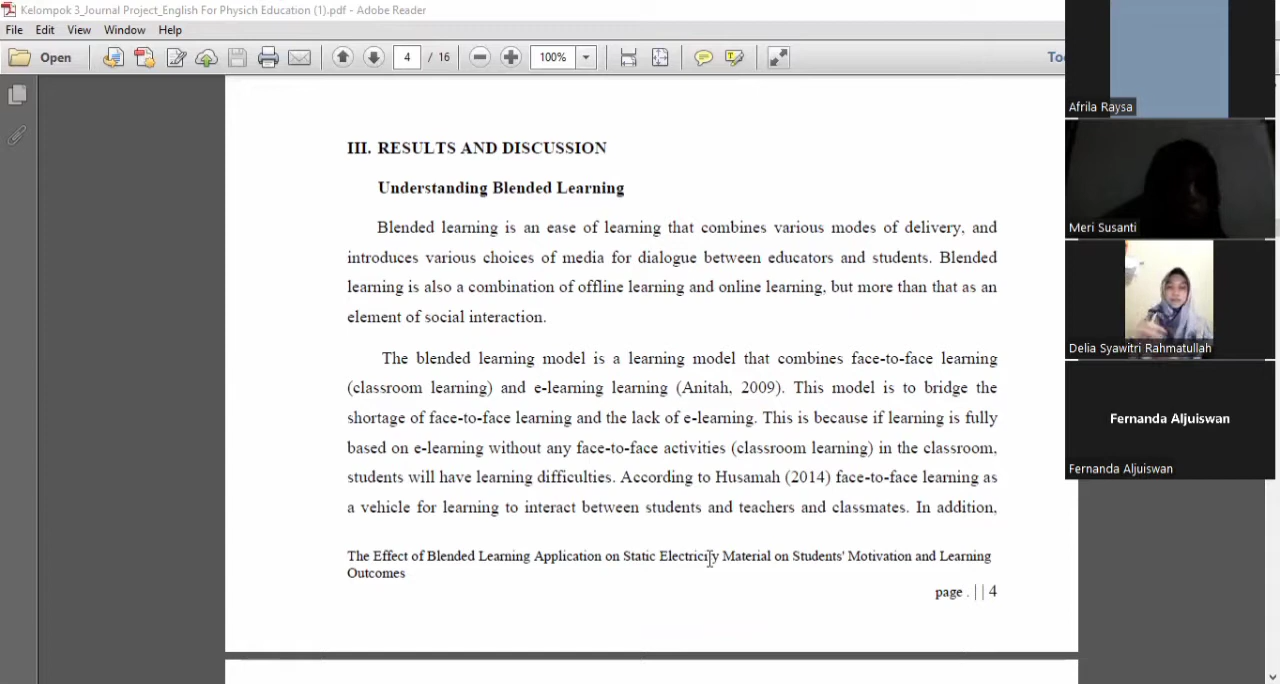 Kelompok 3_Journal Project_English For Physich Education (1).pdf - Adobe Reader
File Edit View Window Help
Open 4 / 16 100%
III. RESULTS AND DISCUSSION
Understanding Blended Learning
Blended learning is an ease of learning that combines various modes of delivery, and
introduces various choices of media for dialogue between educators and students. Blended
learning is also a combination of offline learning and online learning, but more than that as an
element of social interaction.
The blended learning model is a learning model that combines face-to-face learning
(classroom learning) and e-learning learning (Anitah, 2009). This model is to bridge the
shortage of face-to-face learning and the lack of e-learning. This is because if learning is fully
based on e-learning without any face-to-face activities (classroom learning) in the classroom,
students will have learning difficulties. According to Husamah (2014) face-to-face learning as
a vehicle for learning to interact between students and teachers and classmates. In addition,
The Effect of Blended Learning Application on Static Electricity Material on Students' Motivation and Learning
Outcomes
page . | | 4
Afrila Raysa
Meri Susanti
Delia Syawitri Rahmatullah
Fernanda Aljuiswan
Fernanda Aljuiswan